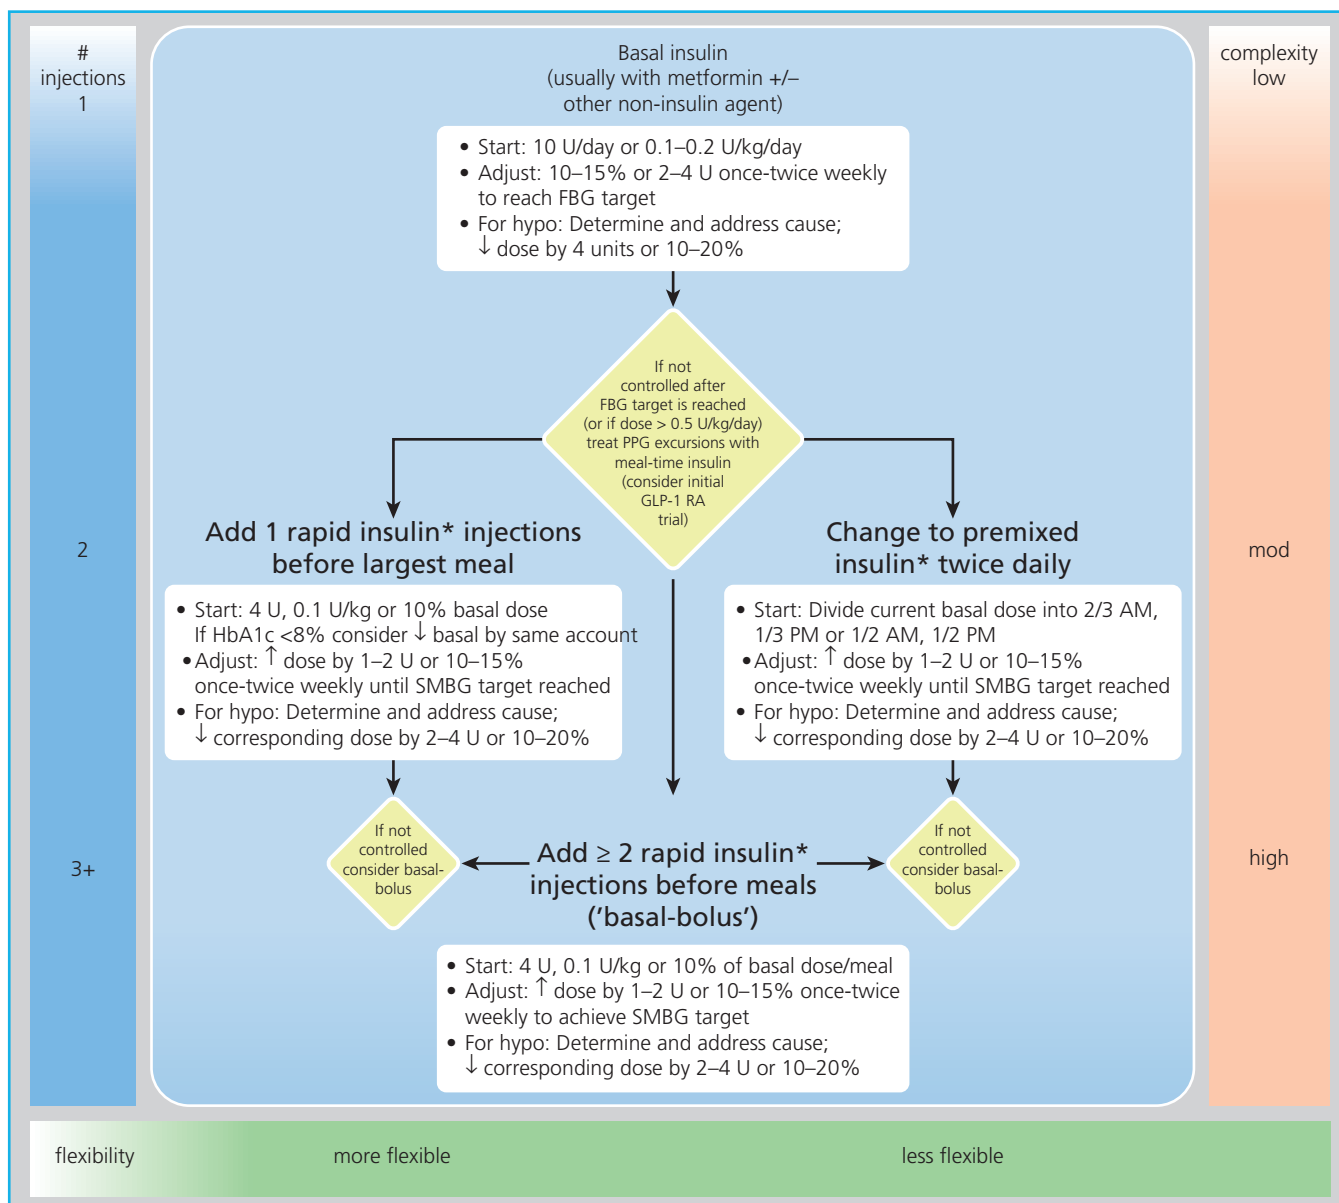 #
injections
1
Basal insulin
(usually with metformin +/–
other non-insulin agent)
complexity
low
• Start: 10 U/day or 0.1–0.2 U/kg/day
• Adjust: 10–15% or 2–4 U once-twice weekly
to reach FBG target
• For hypo: Determine and address cause;
↓ dose by 4 units or 10–20%
If not
controlled after
FBG target is reached
(or if dose > 0.5 U/kg/day)
treat PPG excursions with
meal-time insulin
(consider initial
GLP-1 RA
trial)
2
Add 1 rapid insulin* injections
before largest meal
Change to premixed
insulin* twice daily
mod
• Start: 4 U, 0.1 U/kg or 10% basal dose
If HbA1c <8% consider ↓ basal by same account
• Adjust: ↑ dose by 1–2 U or 10–15%
once-twice weekly until SMBG target reached
• For hypo: Determine and address cause;
↓ corresponding dose by 2–4 U or 10–20%
• Start: Divide current basal dose into 2/3 AM,
1/3 PM or 1/2 AM, 1/2 PM
• Adjust: ↑ dose by 1–2 U or 10–15%
once-twice weekly until SMBG target reached
• For hypo: Determine and address cause;
↓ corresponding dose by 2–4 U or 10–20%
3+
If not
controlled
consider basal-
bolus
Add ≥ 2 rapid insulin*
injections before meals
('basal-bolus')
If not
controlled
consider basal-
bolus
high
• Start: 4 U, 0.1 U/kg or 10% of basal dose/meal
• Adjust: ↑ dose by 1–2 U or 10–15% once-twice
weekly to achieve SMBG target
• For hypo: Determine and address cause;
↓ corresponding dose by 2–4 U or 10–20%
flexibility
more flexible
less flexible